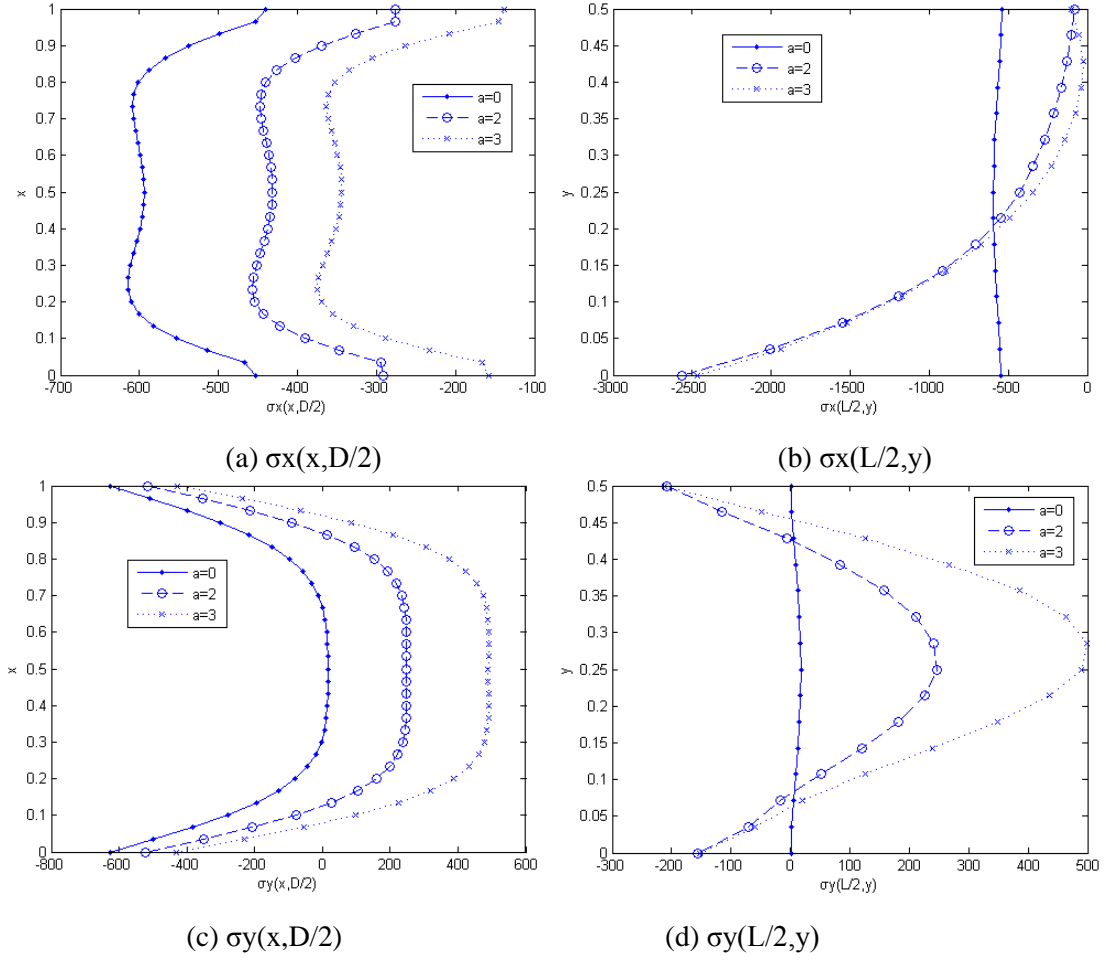 1
0.9
0.8
0.7
0.6
0.5
0.4
0.3
0.2
0.1
0
x
-700 -600 -500 -400 -300 -200 -100
σx(x,D/2)
a=0
a=2
a=3
(a) σx(x,D/2)
0.5
0.45
0.4
0.35
0.3
0.25
0.2
0.15
0.1
0.05
0
y
-3000 -2500 -2000 -1500 -1000 -500 0
σx(L/2,y)
a=0
a=2
a=3
(b) σx(L/2,y)
1
0.9
0.8
0.7
0.6
0.5
0.4
0.3
0.2
0.1
0
x
-800 -600 -400 -200 0 200 400 600
σy(x,D/2)
a=0
a=2
a=3
(c) σy(x,D/2)
0.5
0.45
0.4
0.35
0.3
0.25
0.2
0.15
0.1
0.05
0
y
-300 -200 -100 0 100 200 300 400 500
σy(L/2,y)
a=0
a=2
a=3
(d) σy(L/2,y)